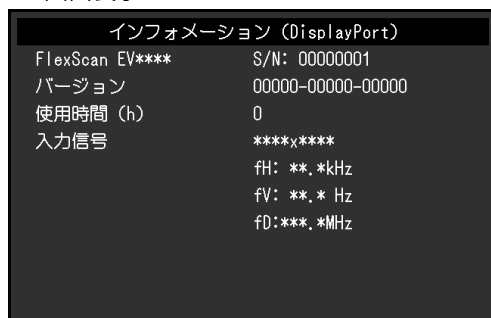 インフォメーション (DisplayPort)
FlexScan EV**** S/N: 00000001
バージョン 00000-00000-00000
使用時間 (h) 0
入力信号 ****x****
fH: **.*kHz
fV: **.* Hz
fD:***.*MHz